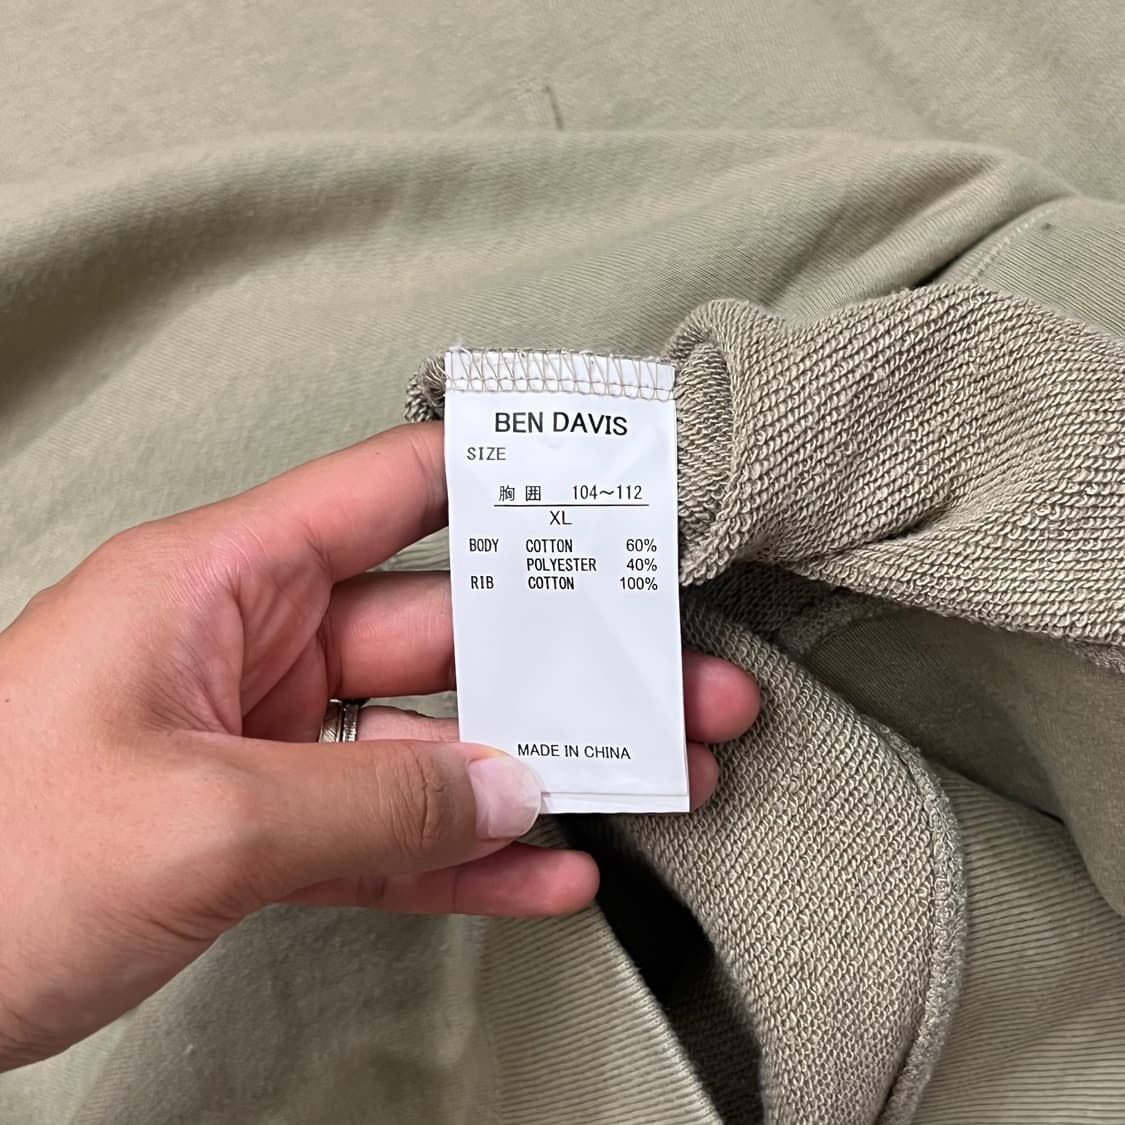 BEN DAVIS
SIZE
胸囲 104～112
XL
BODY COTTON 60%
POLYESTER 40%
RIB COTTON 100%
MADE IN CHINA